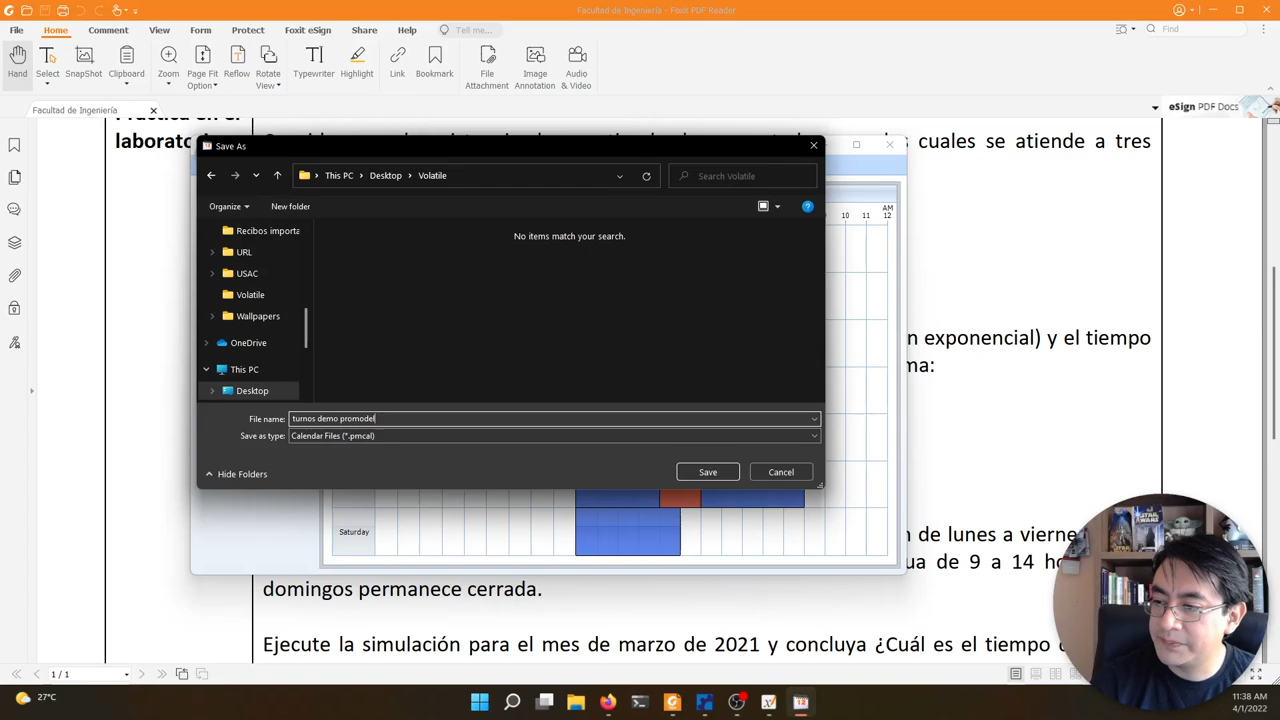 Facultad de Ingeniería - Foxit PDF Reader
File Home Comment View Form Protect Foxit eSign Share Help Tell me... Find
Hand Select SnapShot Clipboard Zoom Page Fit Option Reflow Rotate View Typewriter Highlight Link Bookmark File Attachment Image Annotation Audio & Video
Facultad de Ingeniería
eSign PDF Docs
los cuales se atiende a tres
Save As
This PC Desktop Volatile
Search Volatile
Organize New folder
AM
10 11 12
Recibos importa
No items match your search.
URL
USAC
Volatile
Wallpapers
n exponencial) y el tiempo
OneDrive
ma:
This PC
Desktop
File name: turnos demo promodel
Save as type: Calendar Files (*.pmcal)
Hide Folders Save Cancel
Saturday
n de lunes a vierne
ua de 9 a 14 ho
domingos permanece cerrada.
Ejecute la simulación para el mes de marzo de 2021 y concluya ¿Cuál es el tiempo
1 / 1
27°C
11:38 AM
4/1/2022